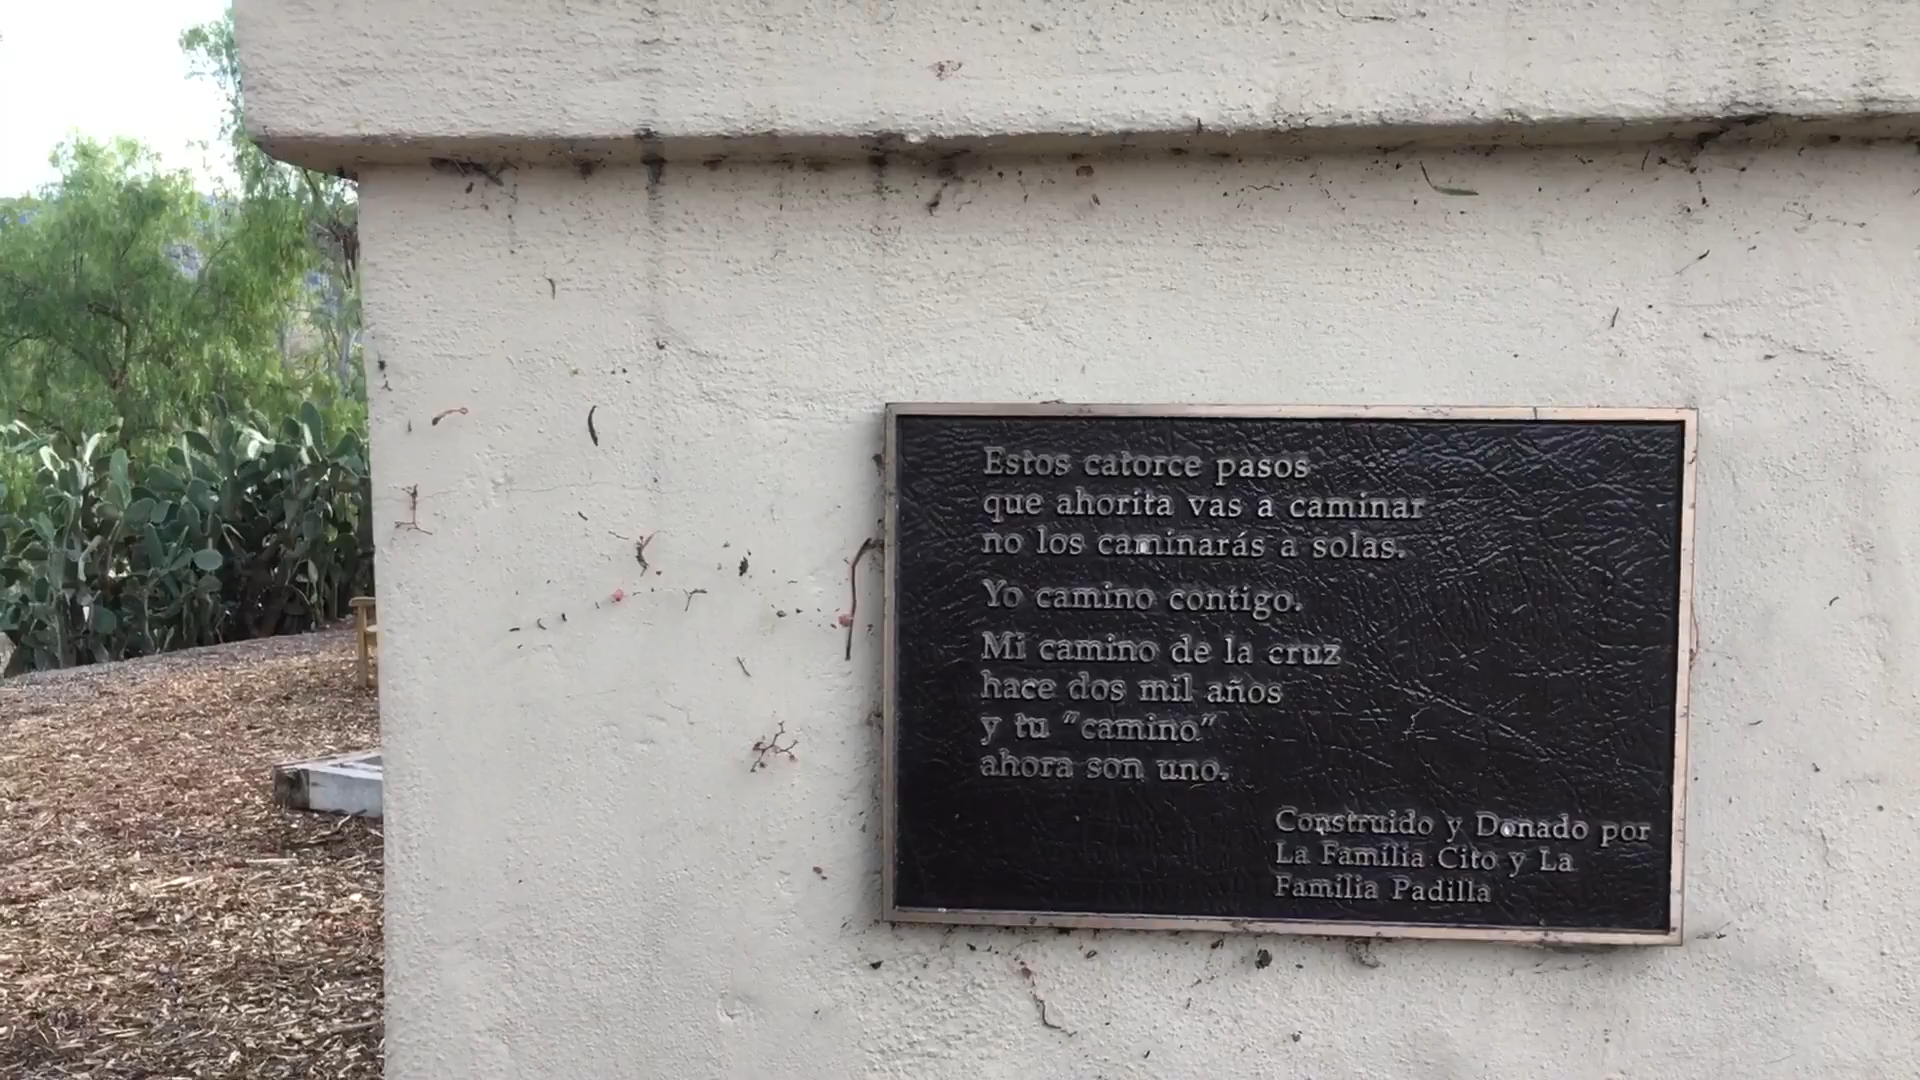 Estos catorce pasos
que ahorita vas a caminar
no los caminarás a solas.
Yo camino contigo.
Mi camino de la cruz
hace dos mil años
y tu "camino"
ahora son uno.
Construido y Donado por
La Familia Cito y La
Familia Padilla